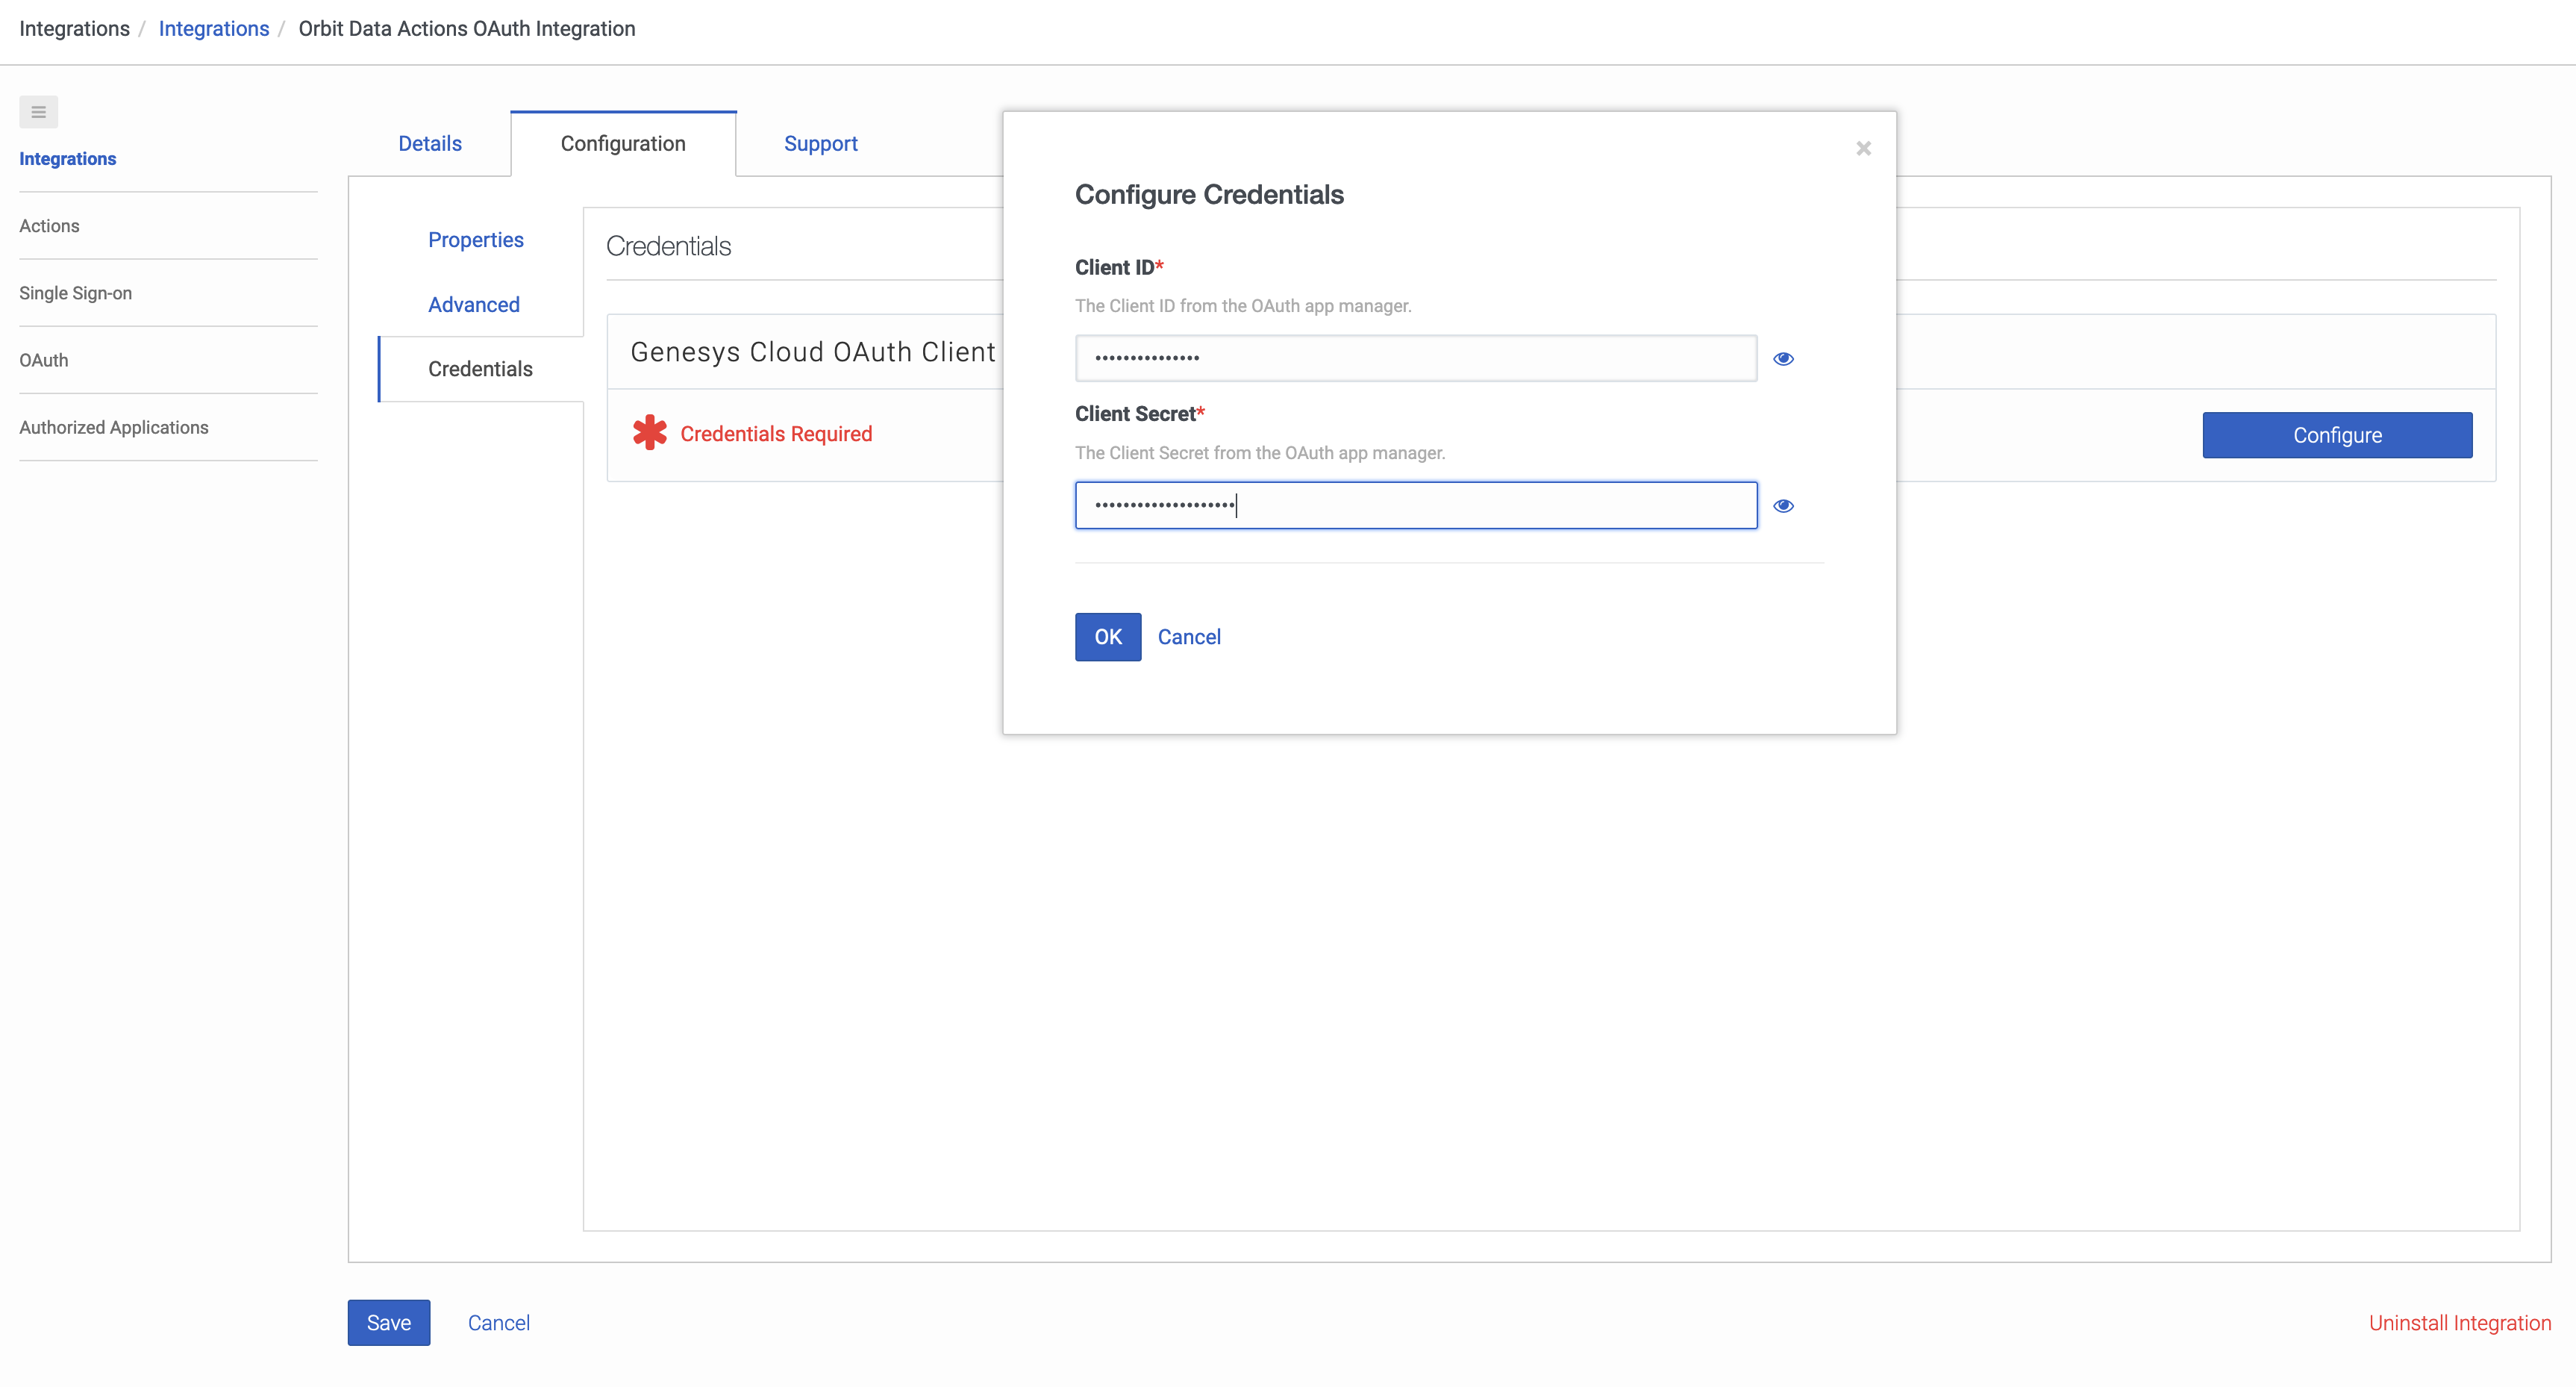 Integrations / Integrations / Orbit Data Actions OAuth Integration
Integrations
Actions
Single Sign-on
OAuth
Authorized Applications
Details
Configuration
Support
Properties
Advanced
Credentials
Credentials
Genesys Cloud OAuth Client
Credentials Required
Configure
Configure Credentials
Client ID*
The Client ID from the OAuth app manager.
•••••••••••••••
Client Secret*
The Client Secret from the OAuth app manager.
••••••••••••••••••••
OK
Cancel
Save
Cancel
Uninstall Integration